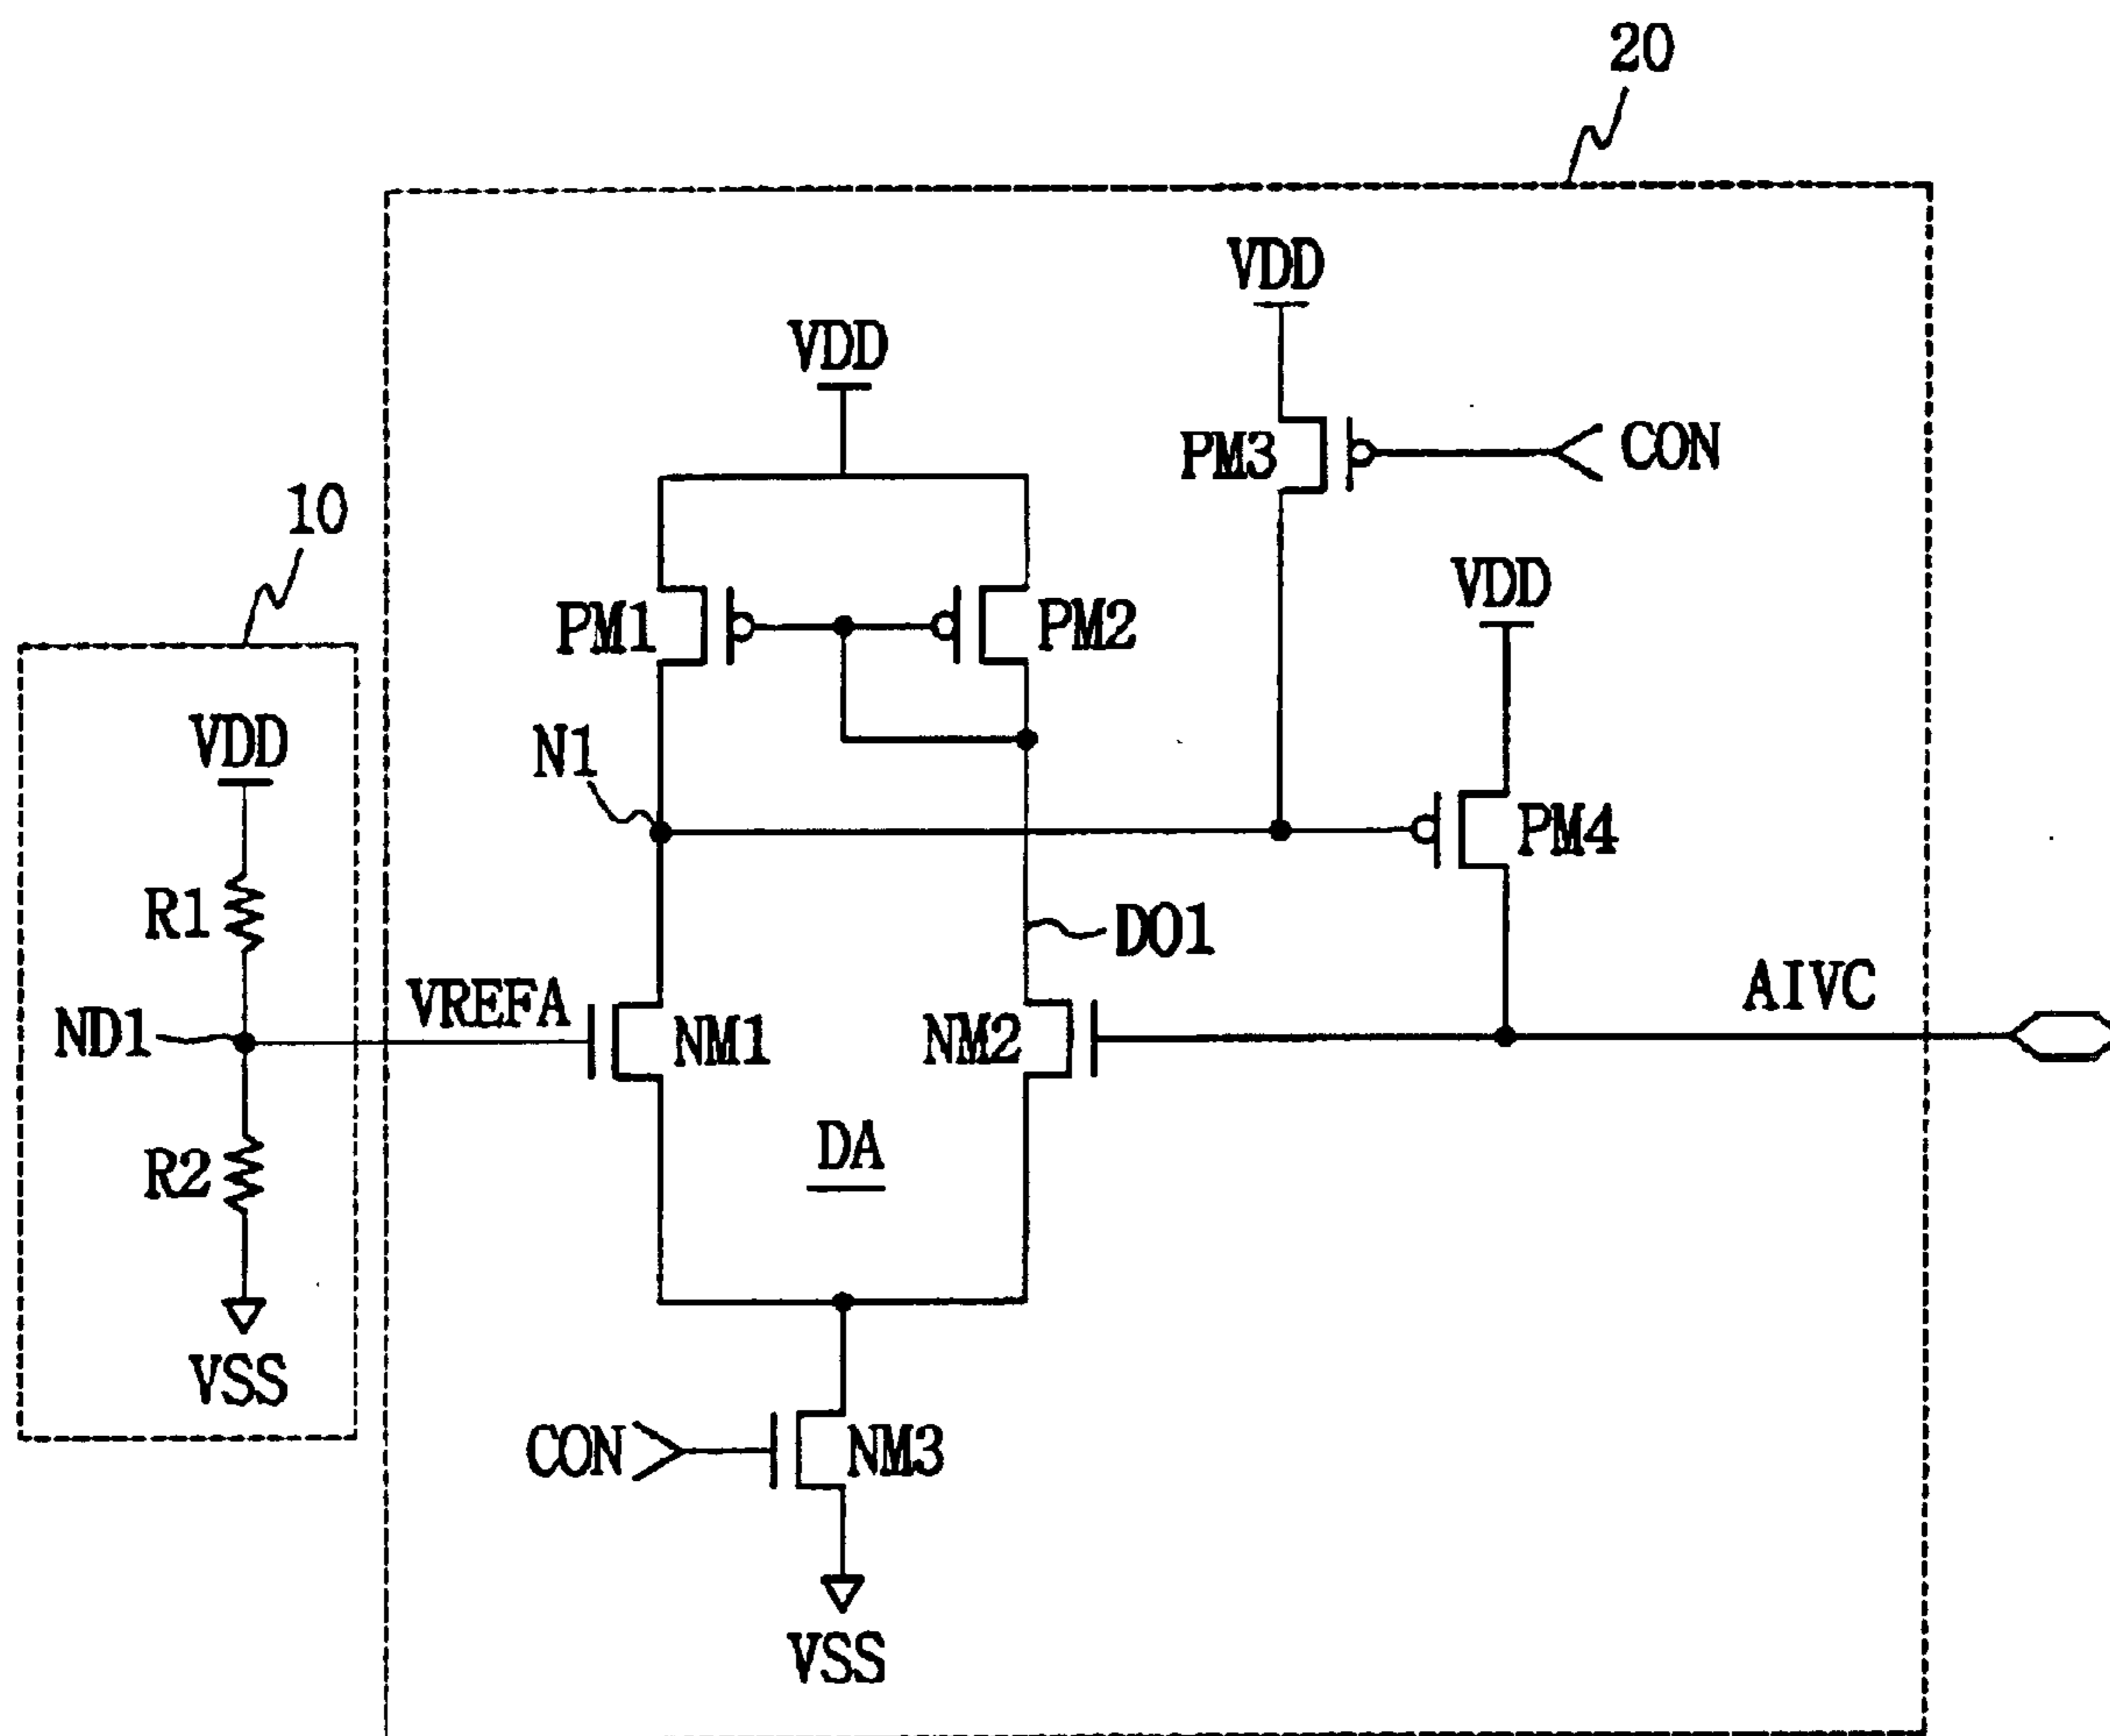 20
VDD
VDD
PM3
CON
10
VDD
PM1
PM2
VDD
N1
PM4
R1
DO1
AIVC
VREFA
ND1
NM1
NM2
DA
R2
VSS
CON
NM3
VSS